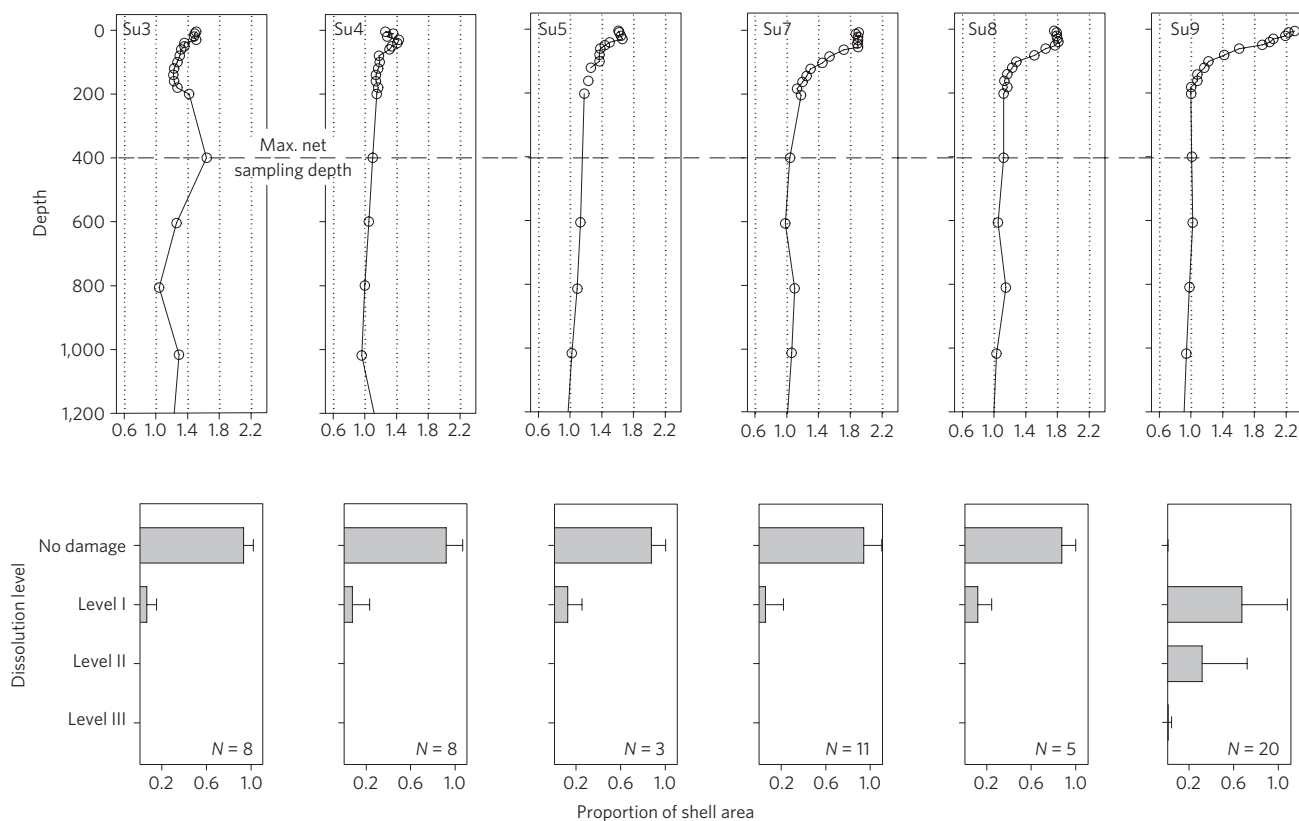 Su3 Su4 Su5 Su7 Su8 Su9
0
200
400
600
800
1,000
1,200
Depth
Max. net
sampling depth
0.6 1.0 1.4 1.8 2.2 0.6 1.0 1.4 1.8 2.2 0.6 1.0 1.4 1.8 2.2 0.6 1.0 1.4 1.8 2.2 0.6 1.0 1.4 1.8 2.2 0.6 1.0 1.4 1.8 2.2
Dissolution level
No damage
Level I
Level II
Level III
N = 8 N = 8 N = 3 N = 11 N = 5 N = 20
0.2 0.6 1.0 0.2 0.6 1.0 0.2 0.6 1.0 0.2 0.6 1.0 0.2 0.6 1.0 0.2 0.6 1.0
Proportion of shell area